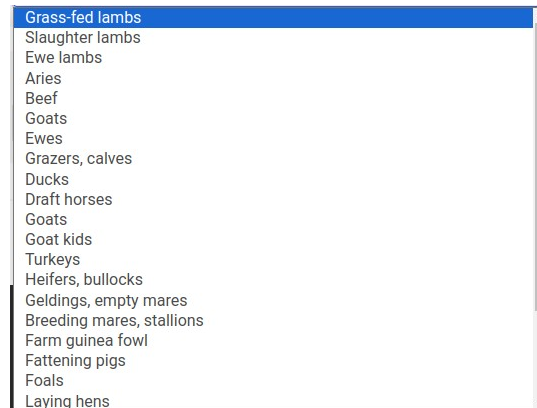 Grass-fed lambs
Slaughter lambs
Ewe lambs
Aries
Beef
Goats
Ewes
Grazers, calves
Ducks
Draft horses
Goats
Goat kids
Turkeys
Heifers, bullocks
Geldings, empty mares
Breeding mares, stallions
Farm guinea fowl
Fattening pigs
Foals
Laying hens